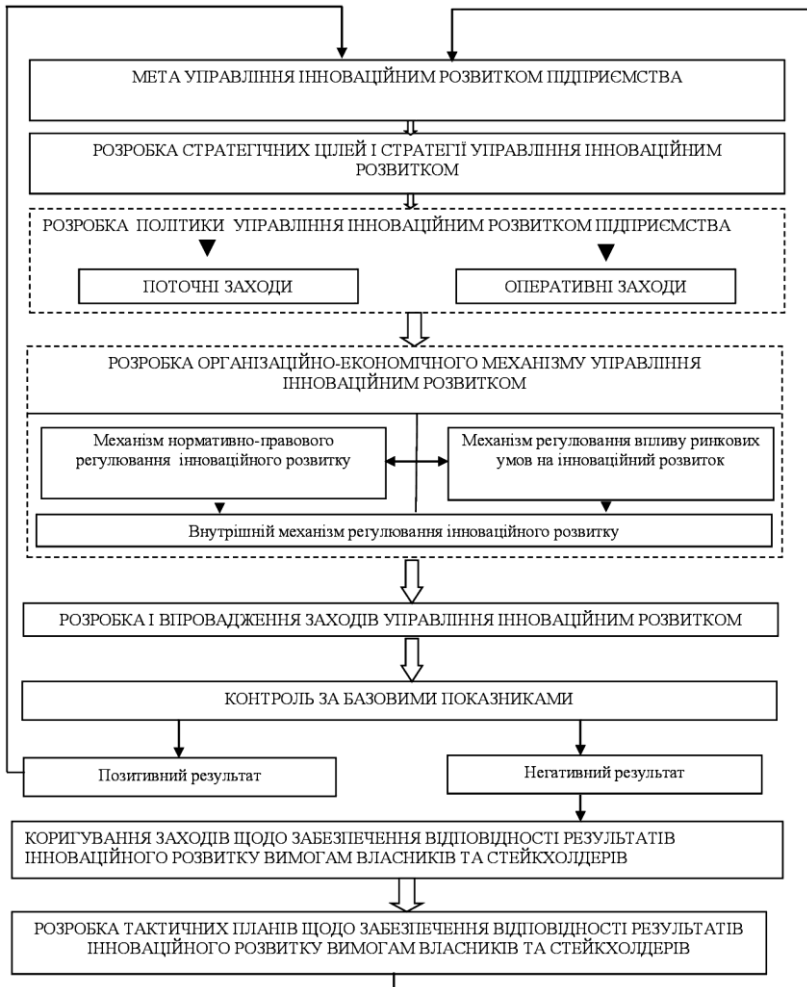 МЕТА УПРАВЛІННЯ ІННОВАЦІЙНИМ РОЗВИТКОМ ПІДПРИЄМСТВА
РОЗРОБКА СТРАТЕГІЧНИХ ЦІЛЕЙ І СТРАТЕГІЇ УПРАВЛІННЯ ІННОВАЦІЙНИМ
РОЗВИТКОМ
РОЗРОБКА ПОЛІТИКИ УПРАВЛІННЯ ІННОВАЦІЙНИМ РОЗВИТКОМ ПІДПРИЄМСТВА
ПОТОЧНІ ЗАХОДИ
ОПЕРАТИВНІ ЗАХОДИ
РОЗРОБКА ОРГАНІЗАЦІЙНО-ЕКОНОМІЧНОГО МЕХАНІЗМУ УПРАВЛІННЯ
ІННОВАЦІЙНИМ РОЗВИТКОМ
Механізм нормативно-правового
регулювання інноваційного розвитку
Механізм регулювання впливу ринкових
умов на інноваційний розвиток
Внутрішній механізм регулювання інноваційного розвитку
РОЗРОБКА І ВПРОВАДЖЕННЯ ЗАХОДІВ УПРАВЛІННЯ ІННОВАЦІЙНИМ РОЗВИТКОМ
КОНТРОЛЬ ЗА БАЗОВИМИ ПОКАЗНИКАМИ
Позитивний результат
Негативний результат
КОРИГУВАННЯ ЗАХОДІВ ЩОДО ЗАБЕЗПЕЧЕННЯ ВІДПОВІДНОСТІ РЕЗУЛЬТАТІВ
ІННОВАЦІЙНОГО РОЗВИТКУ ВИМОГАМ ВЛАСНИКІВ ТА СТЕЙКХОЛДЕРІВ
РОЗРОБКА ТАКТИЧНИХ ПЛАНІВ ЩОДО ЗАБЕЗПЕЧЕННЯ ВІДПОВІДНОСТІ РЕЗУЛЬТАТІВ
ІННОВАЦІЙНОГО РОЗВИТКУ ВИМОГАМ ВЛАСНИКІВ ТА СТЕЙКХОЛДЕРІВ